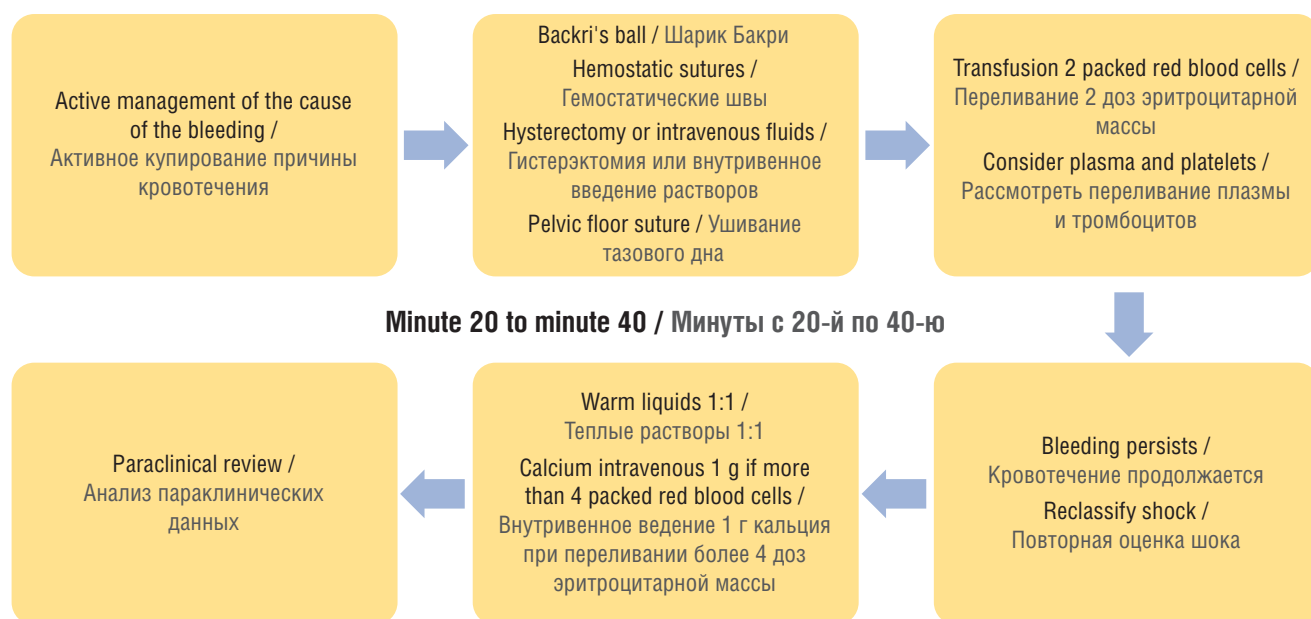 Active management of the cause
of the bleeding /
Активное купирование причины
кровотечения
Backri's ball / Шарик Бакри
Hemostatic sutures /
Гемостатические швы
Hysterectomy or intravenous fluids /
Гистерэктомия или внутривенное
введение растворов
Pelvic floor suture / Ушивание
тазового дна
Transfusion 2 packed red blood cells /
Переливание 2 доз эритроцитарной
массы
Consider plasma and platelets /
Рассмотреть переливание плазмы
и тромбоцитов
Minute 20 to minute 40 / Минуты с 20-й по 40-ю
Bleeding persists /
Кровотечение продолжается
Reclassify shock /
Повторная оценка шока
Warm liquids 1:1 /
Теплые растворы 1:1
Calcium intravenous 1 g if more
than 4 packed red blood cells /
Внутривенное ведение 1 г кальция
при переливании более 4 доз
эритроцитарной массы
Paraclinical review /
Анализ параклинических
данных